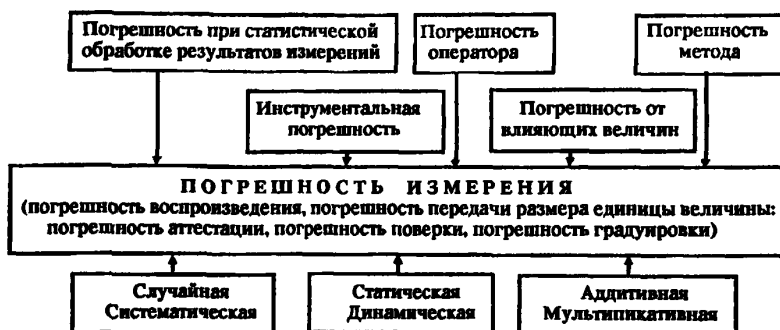 Погрешность при статистической
обработке результатов измерений
Погрешность
оператора
Погрешность
метода
Инструментальная
погрешность
Погрешность от
влияющих величин
ПОГРЕШНОСТЬ ИЗМЕРЕНИЯ
(погрешность воспроизведения, погрешность передачи размера единицы величины:
погрешность аттестации, погрешность поверки, погрешность градуировки)
Случайная
Систематическая
Статическая
Динамическая
Аддитивная
Мультипикативная